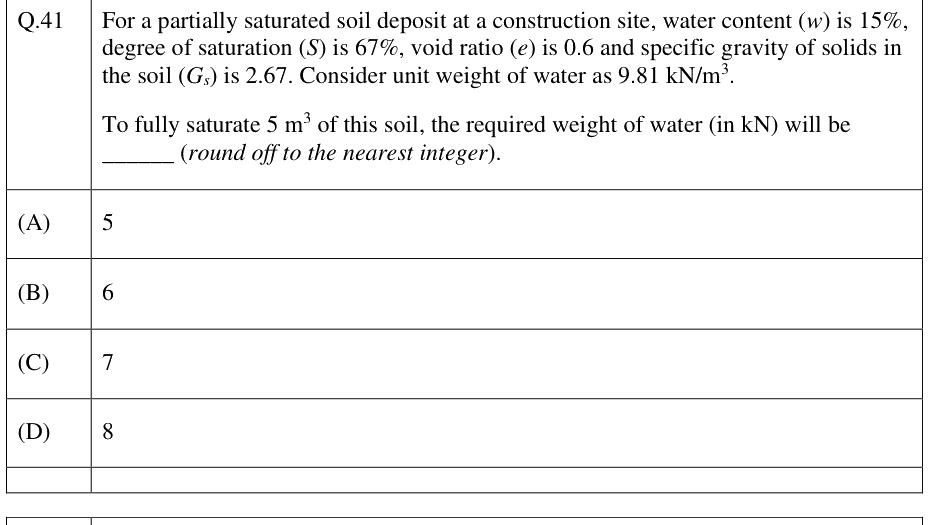 Q.41 For a partially saturated soil deposit at a construction site, water content (w) is 15%,
degree of saturation (S) is 67%, void ratio (e) is 0.6 and specific gravity of solids in
the soil (Gs) is 2.67. Consider unit weight of water as 9.81 kN/m³.
To fully saturate 5 m³ of this soil, the required weight of water (in kN) will be
______ (round off to the nearest integer).
(A) 5
(B) 6
(C) 7
(D) 8